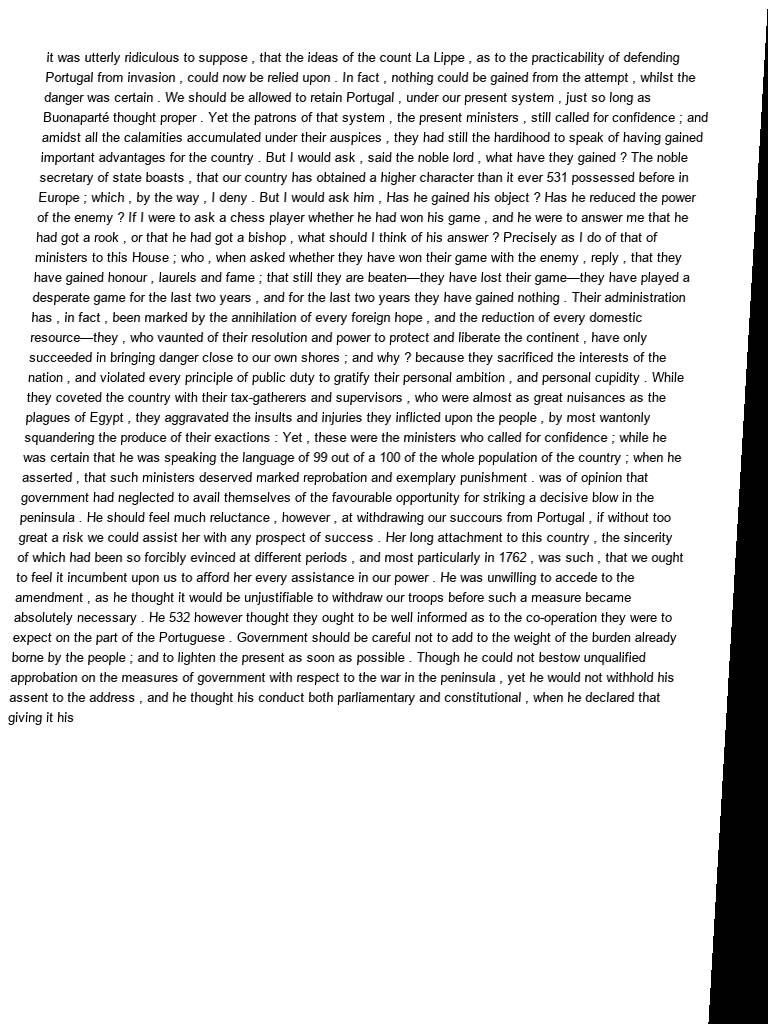 it was utterly ridiculous to suppose , that the ideas of the count La Lippe , as to the practicability of defending
Portugal from invasion , could now be relied upon . In fact , nothing could be gained from the attempt , whilst the
danger was certain . We should be allowed to retain Portugal , under our present system , just so long as
Buonaparté thought proper . Yet the patrons of that system , the present ministers , still called for confidence ; and
amidst all the calamities accumulated under their auspices , they had still the hardihood to speak of having gained
important advantages for the country . But I would ask , said the noble lord , what have they gained ? The noble
secretary of state boasts , that our country has obtained a higher character than it ever 531 possessed before in
Europe ; which , by the way , I deny . But I would ask him , Has he gained his object ? Has he reduced the power
of the enemy ? If I were to ask a chess player whether he had won his game , and he were to answer me that he
had got a rook , or that he had got a bishop , what should I think of his answer ? Precisely as I do of that of
ministers to this House ; who , when asked whether they have won their game with the enemy , reply , that they
have gained honour , laurels and fame ; that still they are beaten—they have lost their game—they have played a
desperate game for the last two years , and for the last two years they have gained nothing . Their administration
has , in fact , been marked by the annihilation of every foreign hope , and the reduction of every domestic
resource—they , who vaunted of their resolution and power to protect and liberate the continent , have only
succeeded in bringing danger close to our own shores ; and why ? because they sacrificed the interests of the
nation , and violated every principle of public duty to gratify their personal ambition , and personal cupidity . While
they coveted the country with their tax-gatherers and supervisors , who were almost as great nuisances as the
plagues of Egypt , they aggravated the insults and injuries they inflicted upon the people , by most wantonly
squandering the produce of their exactions : Yet , these were the ministers who called for confidence ; while he
was certain that he was speaking the language of 99 out of a 100 of the whole population of the country ; when he
asserted , that such ministers deserved marked reprobation and exemplary punishment . was of opinion that
government had neglected to avail themselves of the favourable opportunity for striking a decisive blow in the
peninsula . He should feel much reluctance , however , at withdrawing our succours from Portugal , if without too
great a risk we could assist her with any prospect of success . Her long attachment to this country , the sincerity
of which had been so forcibly evinced at different periods , and most particularly in 1762 , was such , that we ought
to feel it incumbent upon us to afford her every assistance in our power . He was unwilling to accede to the
amendment , as he thought it would be unjustifiable to withdraw our troops before such a measure became
absolutely necessary . He 532 however thought they ought to be well informed as to the co-operation they were to
expect on the part of the Portuguese . Government should be careful not to add to the weight of the burden already
borne by the people ; and to lighten the present as soon as possible . Though he could not bestow unqualified
approbation on the measures of government with respect to the war in the peninsula , yet he would not withhold his
assent to the address , and he thought his conduct both parliamentary and constitutional , when he declared that
giving it his